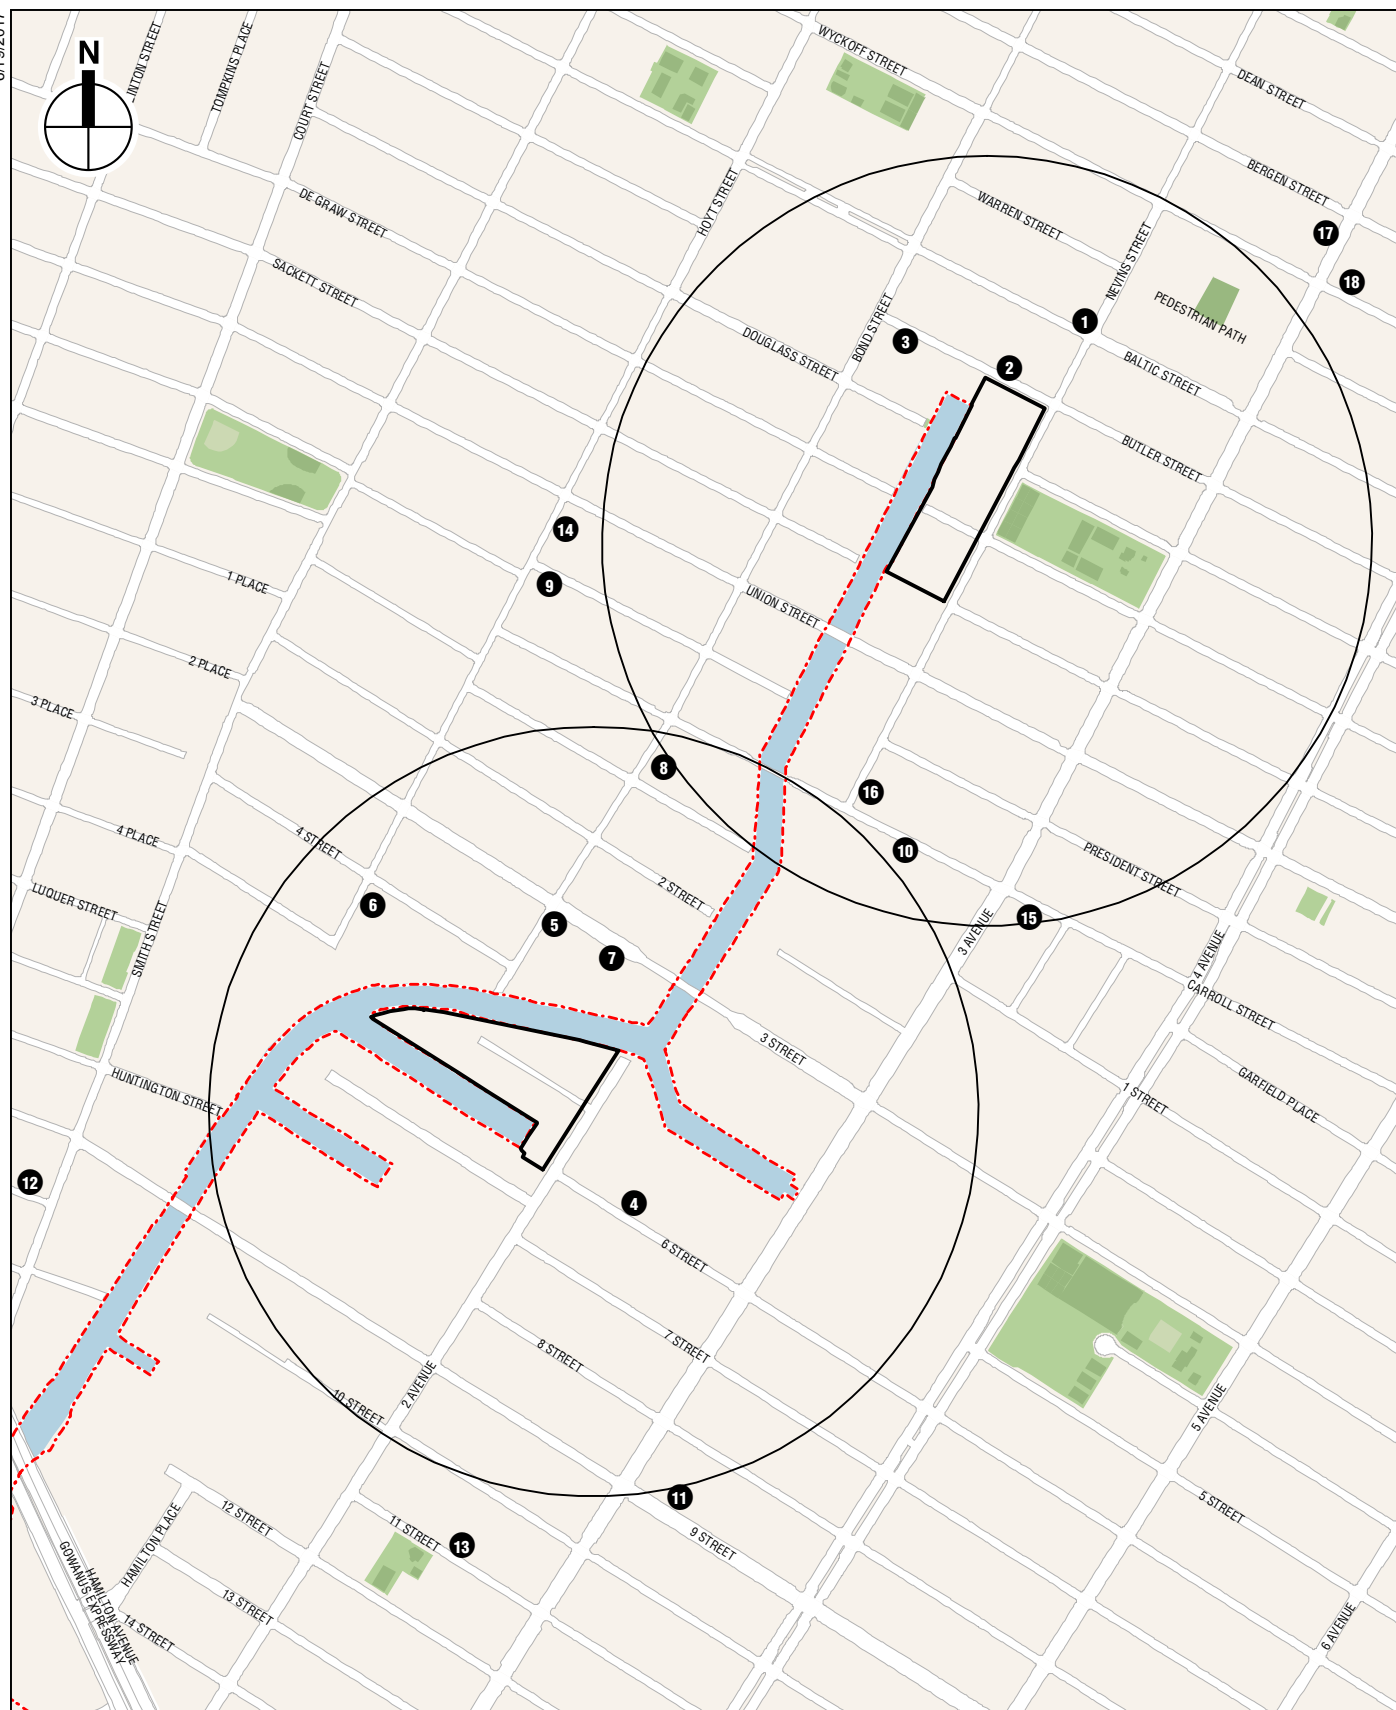 N
TOMPKINS PLACE
COURT STREET
WYCKOFF STREET
DEAN STREET
BERGEN STREET
DE GRAW STREET
HOYT STREET
WARREN STREET
17
NEVINS STREET
SACKETT STREET
18
PEDESTRIAN PATH
BOND STREET
1
DOUGLASS STREET
3
2
BALTIC STREET
BUTLER STREET
14
1 PLACE
9
UNION STREET
2 PLACE
3 PLACE
8
16
4 PLACE
4 STREET
10
PRESIDENT STREET
LUQUER STREET
6
2 STREET
5
15
SMITH STREET
3 AVENUE
7
4 AVENUE
CARROLL STREET
3 STREET
HUNTINGTON STREET
1 STREET
GARFIELD PLACE
12
4
6 STREET
7 STREET
8 STREET
2 AVENUE
10 STREET
5 AVENUE
11
5 STREET
12 STREET
11 STREET
13
9 STREET
HAMILTON PLACE
13 STREET
GOWANUS EXPRESSWAY
HAMILTON AVENUE
14 STREET
6 AVENUE